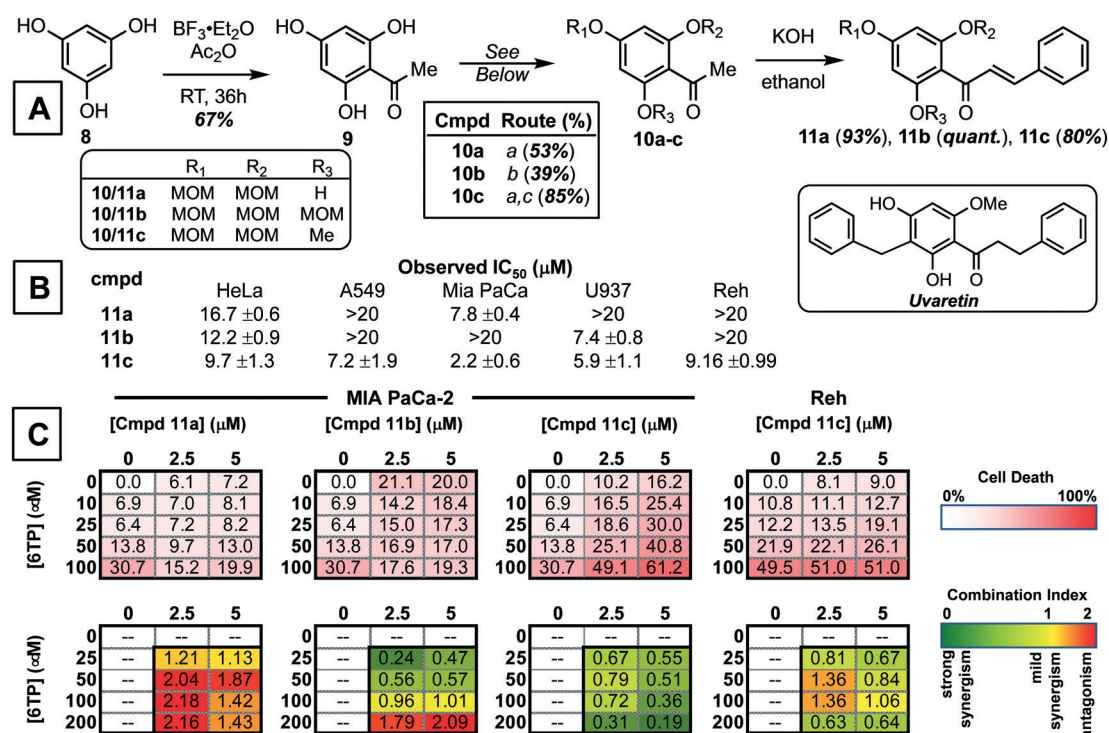 A
HO OH
OH
8
BF3•Et2O
Ac2O
RT, 36h
67%
HO OH
Me
OH O
9
See
Below
Cmpd Route (%)
10a a (53%)
10b b (39%)
10c a,c (85%)
R1O OR2
Me
OR3 O
10a-c
KOH
ethanol
R1O OR2
OR3 O
11a (93%), 11b (quant.), 11c (80%)
R1 R2 R3
10/11a MOM MOM H
10/11b MOM MOM MOM
10/11c MOM MOM Me
HO OMe
OH O
Uvaretin
B
Observed IC50 (μM)
cmpd HeLa A549 Mia PaCa U937 Reh
11a 16.7 ±0.6 >20 7.8 ±0.4 >20 >20
11b 12.2 ±0.9 >20 >20 7.4 ±0.8 >20
11c 9.7 ±1.3 7.2 ±1.9 2.2 ±0.6 5.9 ±1.1 9.16 ±0.99
C
MIA PaCa-2 Reh
[Cmpd 11a] (μM) [Cmpd 11b] (μM) [Cmpd 11c] (μM) [Cmpd 11c] (μM)
0 2.5 5 0 2.5 5 0 2.5 5 0 2.5 5
[6TP] (∝M)
0 0.0 6.1 7.2 0 0.0 21.1 20.0 0 0.0 10.2 16.2 0 0.0 8.1 9.0
10 6.9 7.0 8.1 10 6.9 14.2 18.4 10 6.9 16.5 25.4 10 10.8 11.1 12.7
25 6.4 7.2 8.2 25 6.4 15.0 17.3 25 6.4 18.6 30.0 25 12.2 13.5 19.1
50 13.8 9.7 13.0 50 13.8 16.9 17.0 50 13.8 25.1 40.8 50 21.9 22.1 26.1
100 30.7 15.2 19.9 100 30.7 17.6 19.3 100 30.7 49.1 61.2 100 49.5 51.0 51.0
Cell Death
0% 100%
0 2.5 5 0 2.5 5 0 2.5 5 0 2.5 5
[6TP] (∝M)
0 -- -- -- 0 -- -- -- 0 -- -- -- 0 -- -- --
25 -- 1.21 1.13 25 -- 0.24 0.47 25 -- 0.67 0.55 25 -- 0.81 0.67
50 -- 2.04 1.87 50 -- 0.56 0.57 50 -- 0.79 0.51 50 -- 1.36 0.84
100 -- 2.18 1.42 100 -- 0.96 1.01 100 -- 0.72 0.36 100 -- 1.36 1.06
200 -- 2.16 1.43 200 -- 1.79 2.09 200 -- 0.31 0.19 200 -- 0.63 0.64
Combination Index
0 1 2
strong
synergism
mild
synergism
antagonism